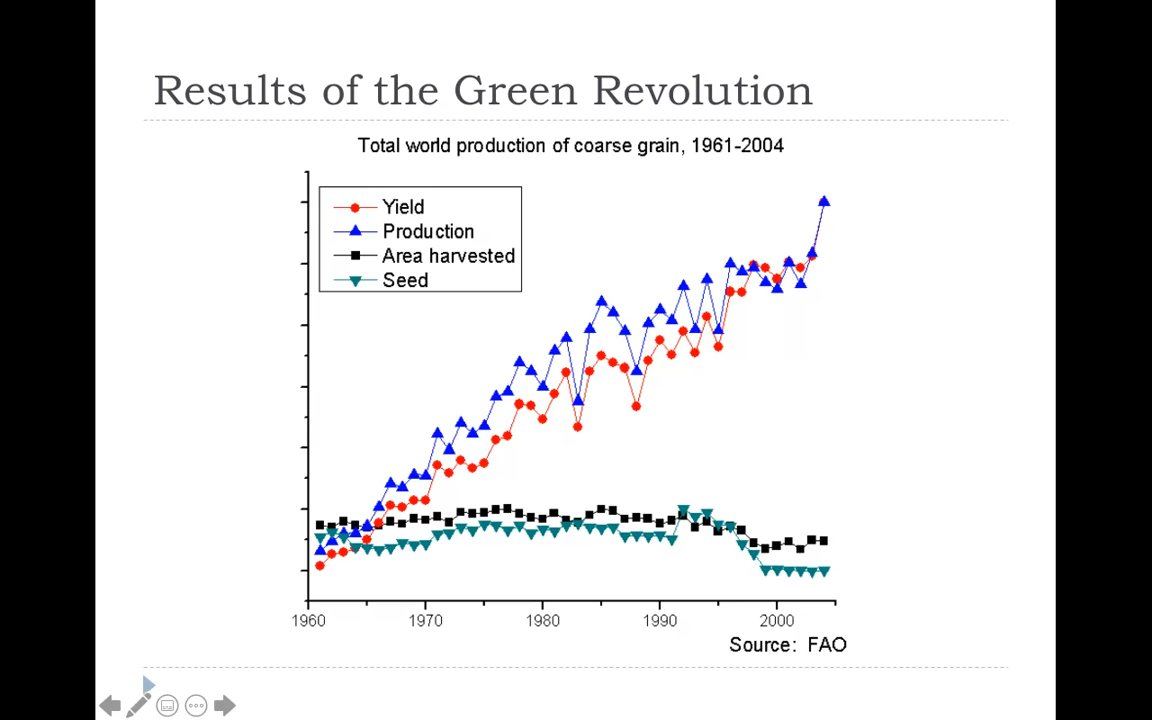 Results of the Green Revolution
Total world production of coarse grain, 1961-2004
Yield
Production
Area harvested
Seed
1960 1970 1980 1990 2000
Source: FAO